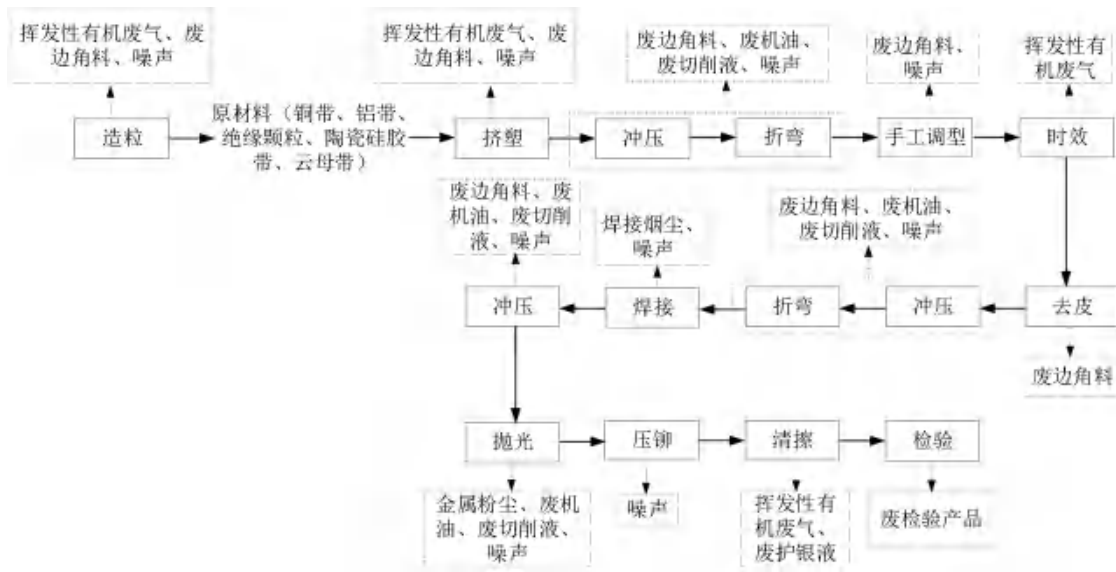 挥发性有机废气、废
边角料、噪声
挥发性有机废气、废
边角料、噪声
废边角料、废机油、
废切削液、噪声
废边角料、
噪声
挥发性有
机废气
造粒
原材料（铜带、铝带、
绝缘颗粒、陶瓷硅胶
带、云母带）
挤塑
冲压
折弯
手工调型
时效
废边角料、废
机油、废切削
液、噪声
焊接烟尘、
噪声
废边角料、废机油、
废切削液、噪声
冲压
焊接
折弯
冲压
去皮
废边角料
抛光
压铆
清擦
检验
金属粉尘、废机
油、废切削液、
噪声
噪声
挥发性有
机废气、
废护银液
废检验产品